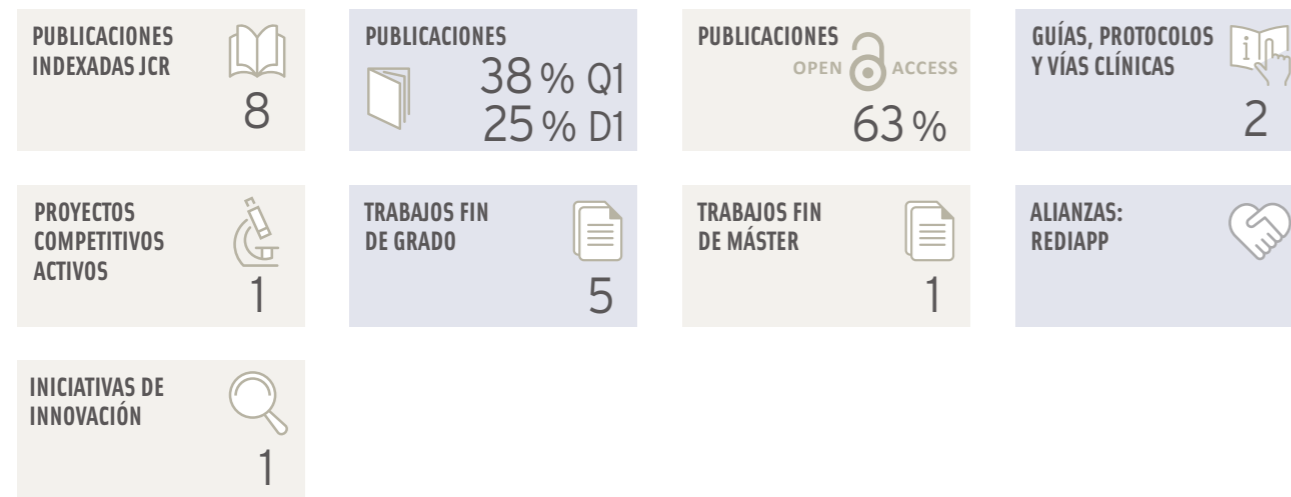 PUBLICACIONES
INDEXADAS JCR
8
PUBLICACIONES
38 % Q1
25 % D1
PUBLICACIONES
OPEN ACCESS
63 %
GUÍAS, PROTOCOLOS
Y VÍAS CLÍNICAS
i
2
PROYECTOS
COMPETITIVOS
ACTIVOS
1
TRABAJOS FIN
DE GRADO
5
TRABAJOS FIN
DE MÁSTER
1
ALIANZAS:
REDIAPP
INICIATIVAS DE
INNOVACIÓN
1